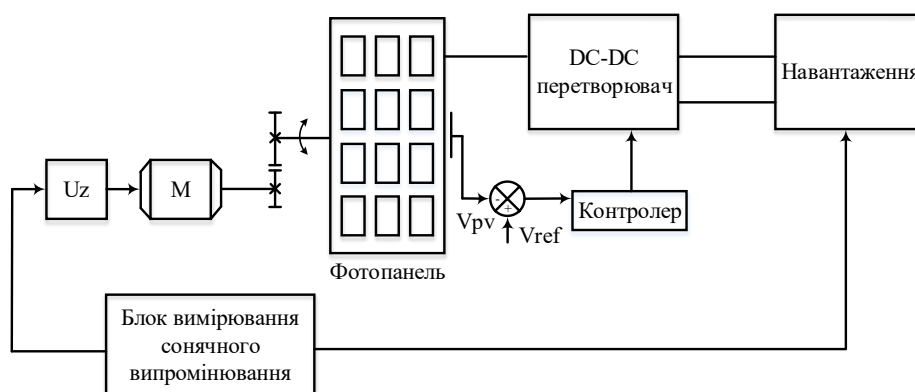 DC-DC
перетворювач
Навантаження
Uz
M
Контролер
Vpv
-
+
Vref
Фотопанель
Блок вимірювання
сонячного
випромінювання